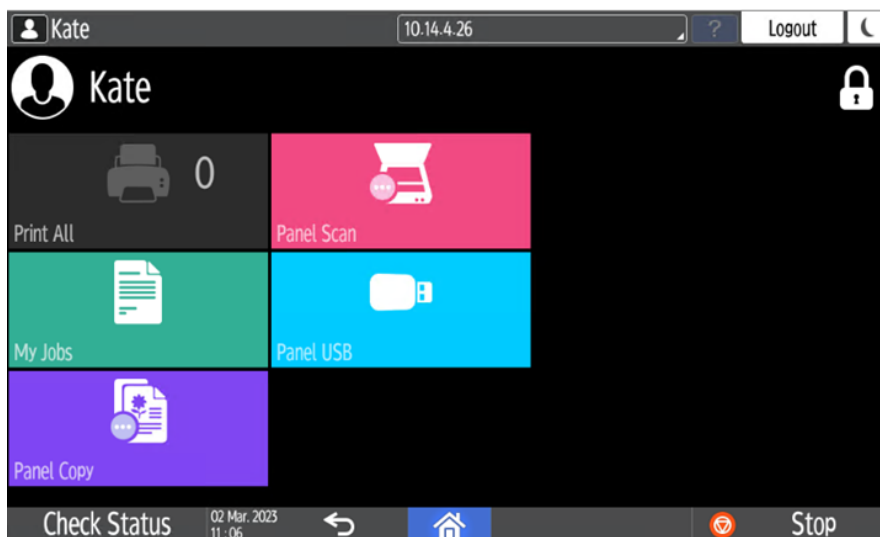 Kate
10.14.4.26
?
Logout
Kate
0
Print All
Panel Scan
My Jobs
Panel USB
Panel Copy
Check Status
02 Mar. 2023
11 : 06
Stop